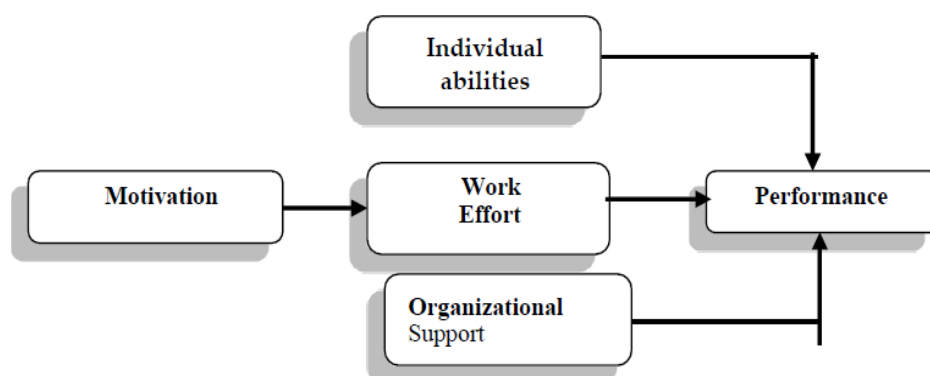 Individual
abilities
Motivation
Work
Effort
Performance
Organizational
Support